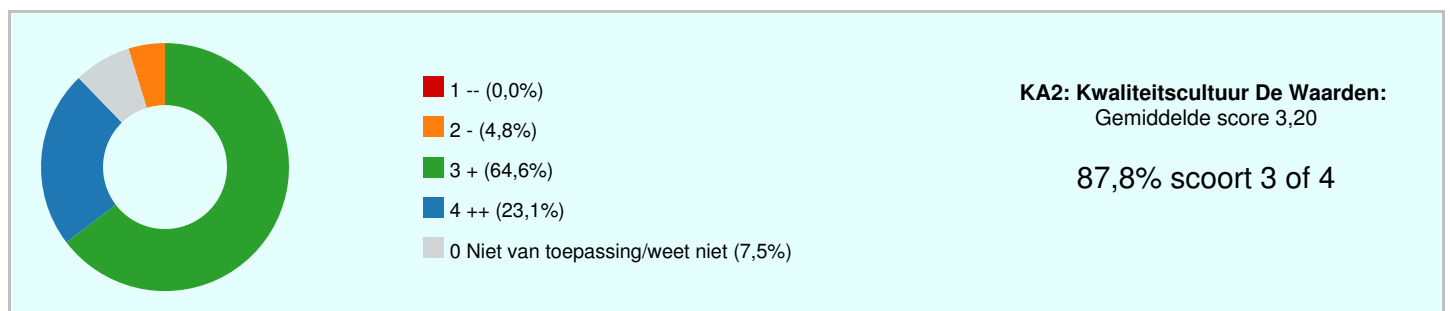 1 -- (0,0%)
2 - (4,8%)
3 + (64,6%)
4 ++ (23,1%)
0 Niet van toepassing/weet niet (7,5%)
KA2: Kwaliteitscultuur De Waarden:
Gemiddelde score 3,20
87,8% scoort 3 of 4